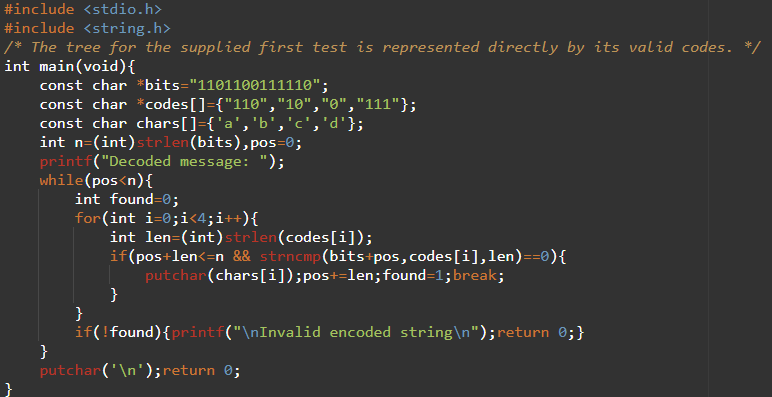 #include <stdio.h>
#include <string.h>
/* The tree for the supplied first test is represented directly by its valid codes. */
int main(void){
    const char *bits="1101100111110";
    const char *codes[]={"110","10","0","111"};
    const char chars[]={'a','b','c','d'};
    int n=(int)strlen(bits),pos=0;
    printf("Decoded message: ");
    while(pos<n){
        int found=0;
        for(int i=0;i<4;i++){
            int len=(int)strlen(codes[i]);
            if(pos+len<=n && strncmp(bits+pos,codes[i],len)==0){
                putchar(chars[i]);pos+=len;found=1;break;
            }
        }
        if(!found){printf("\nInvalid encoded string\n");return 0;}
    }
    putchar('\n');return 0;
}